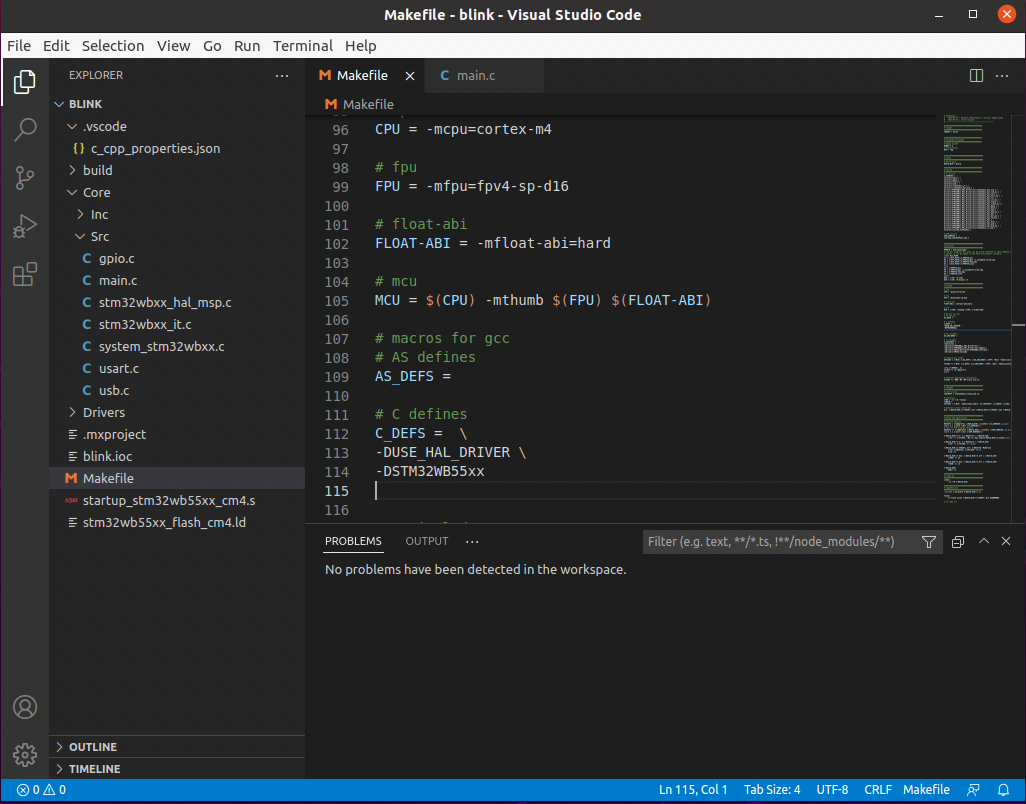 Makefile - blink - Visual Studio Code
File Edit Selection View Go Run Terminal Help
EXPLORER
BLINK
.vscode
{} c_cpp_properties.json
build
Core
Inc
Src
C gpio.c
C main.c
C stm32wbxx_hal_msp.c
C stm32wbxx_it.c
C system_stm32wbxx.c
C usart.c
C usb.c
Drivers
.mxproject
blink.ioc
M Makefile
ASM startup_stm32wb55xx_cm4.s
stm32wb55xx_flash_cm4.ld
OUTLINE
TIMELINE
M Makefile
C main.c
M Makefile
96 CPU = -mcpu=cortex-m4
97
98 # fpu
99 FPU = -mfpu=fpv4-sp-d16
100
101 # float-abi
102 FLOAT-ABI = -mfloat-abi=hard
103
104 # mcu
105 MCU = $(CPU) -mthumb $(FPU) $(FLOAT-ABI)
106
107 # macros for gcc
108 # AS defines
109 AS_DEFS =
110
111 # C defines
112 C_DEFS =  \
113 -DUSE_HAL_DRIVER \
114 -DSTM32WB55xx
115
116
PROBLEMS OUTPUT ···
Filter (e.g. text, **/*.ts, !**/node_modules/**)
No problems have been detected in the workspace.
0 0
Ln 115, Col 1 Tab Size: 4 UTF-8 CRLF Makefile